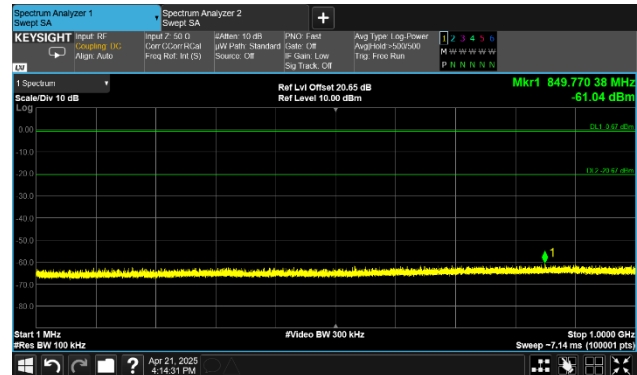 Spectrum Analyzer 1
Swept SA
Spectrum Analyzer 2
Swept SA
KEYSIGHT
Input: RF
Coupling: DC
Align: Auto
Input Z: 50 Ω
Corr CCorr RCal
Freq Ref: Int (S)
#Atten: 10 dB
µW Path: Standard
Source: Off
PNO: Fast
Gate: Off
IF Gain: Low
Sig Track: Off
Avg Type: Log-Power
Avg|Hold:>500/500
Trig: Free Run
1 2 3 4 5 6
M W W W W W
P N N N N N
LXI
1 Spectrum
Scale/Div 10 dB
Ref Lvl Offset 20.65 dB
Ref Level 10.00 dBm
Mkr1 849.770 38 MHz
-61.04 dBm
Log
0.00
-10.0
-20.0
-30.0
-40.0
-50.0
-60.0
-70.0
-80.0
DL2 -20.67 dBm
1
Start 1 MHz
#Res BW 100 kHz
#Video BW 300 kHz
Stop 1.0000 GHz
Sweep ~7.14 ms (100001 pts)
Apr 21, 2025
4:14:31 PM